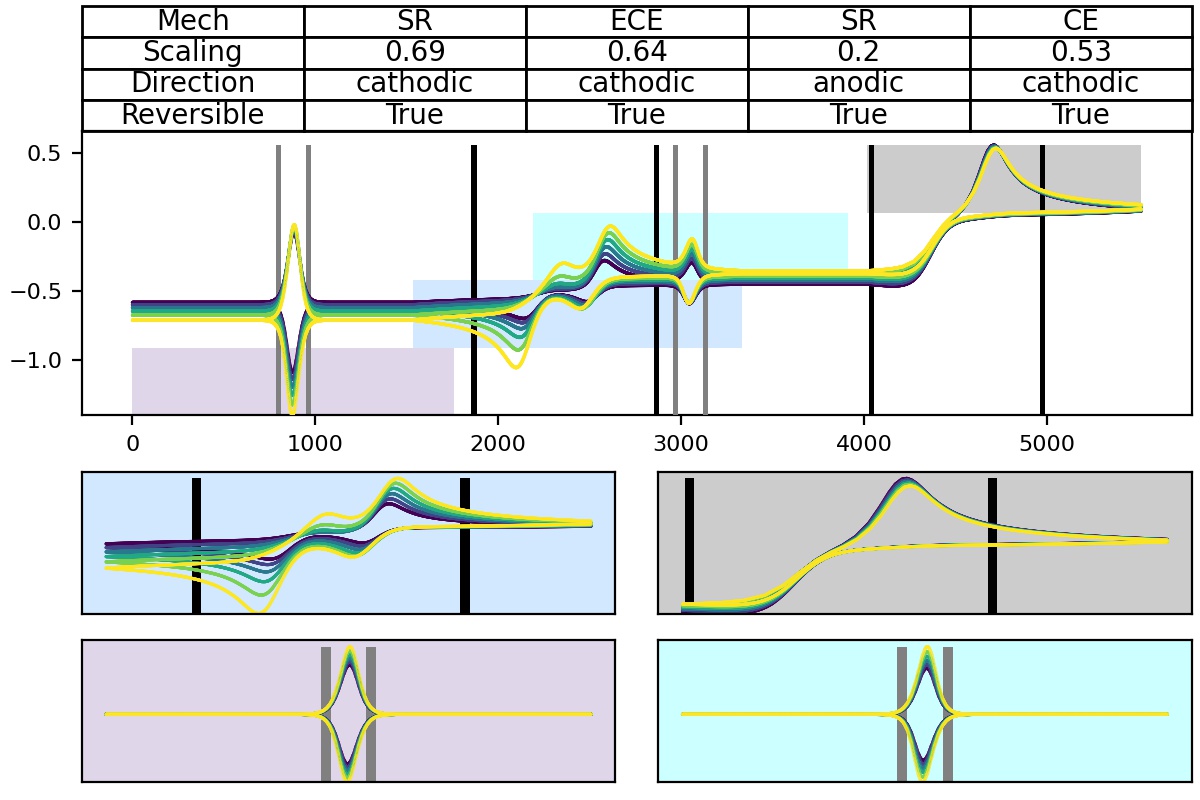 Mech SR ECE SR CE
Scaling 0.69 0.64 0.2 0.53
Direction cathodic cathodic anodic cathodic
Reversible True True True True
0.5
0.0
−0.5
−1.0
0 1000 2000 3000 4000 5000